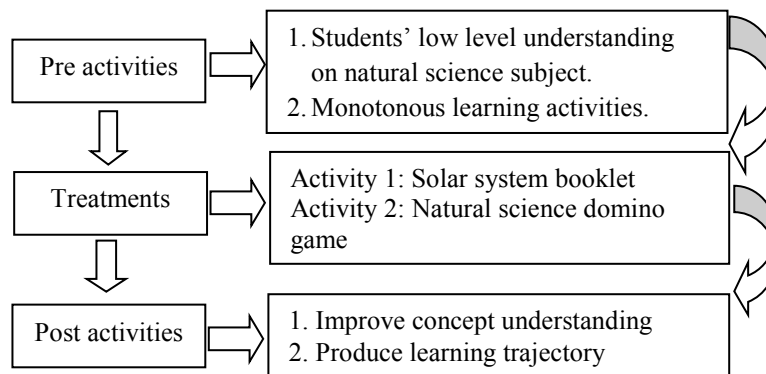 Pre activities
1. Students’ low level understanding
on natural science subject.
2. Monotonous learning activities.
Treatments
Activity 1: Solar system booklet
Activity 2: Natural science domino
game
Post activities
1. Improve concept understanding
2. Produce learning trajectory